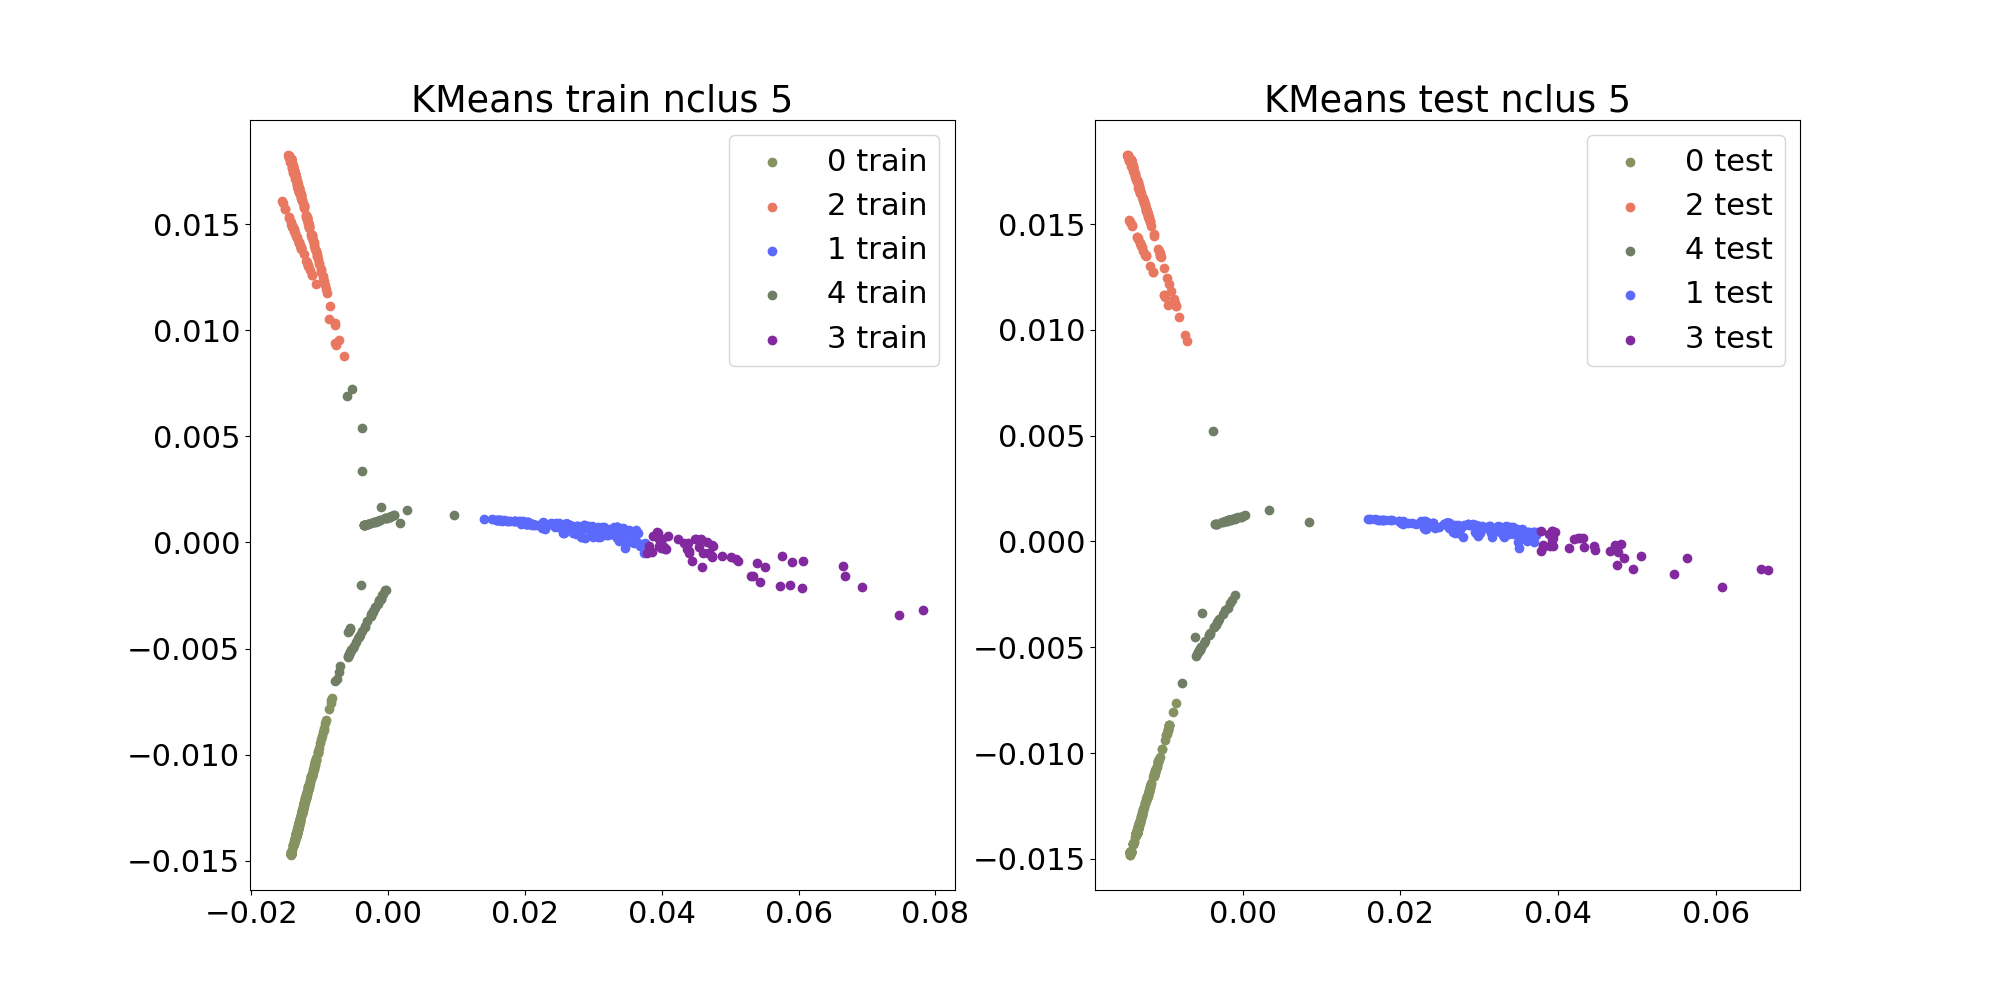 KMeans train nclus 5
0 train
2 train
1 train
4 train
3 train
0.015
0.010
0.005
0.000
−0.005
−0.010
−0.015
−0.02 0.00 0.02 0.04 0.06 0.08
KMeans test nclus 5
0 test
2 test
4 test
1 test
3 test
0.015
0.010
0.005
0.000
−0.005
−0.010
−0.015
0.00 0.02 0.04 0.06